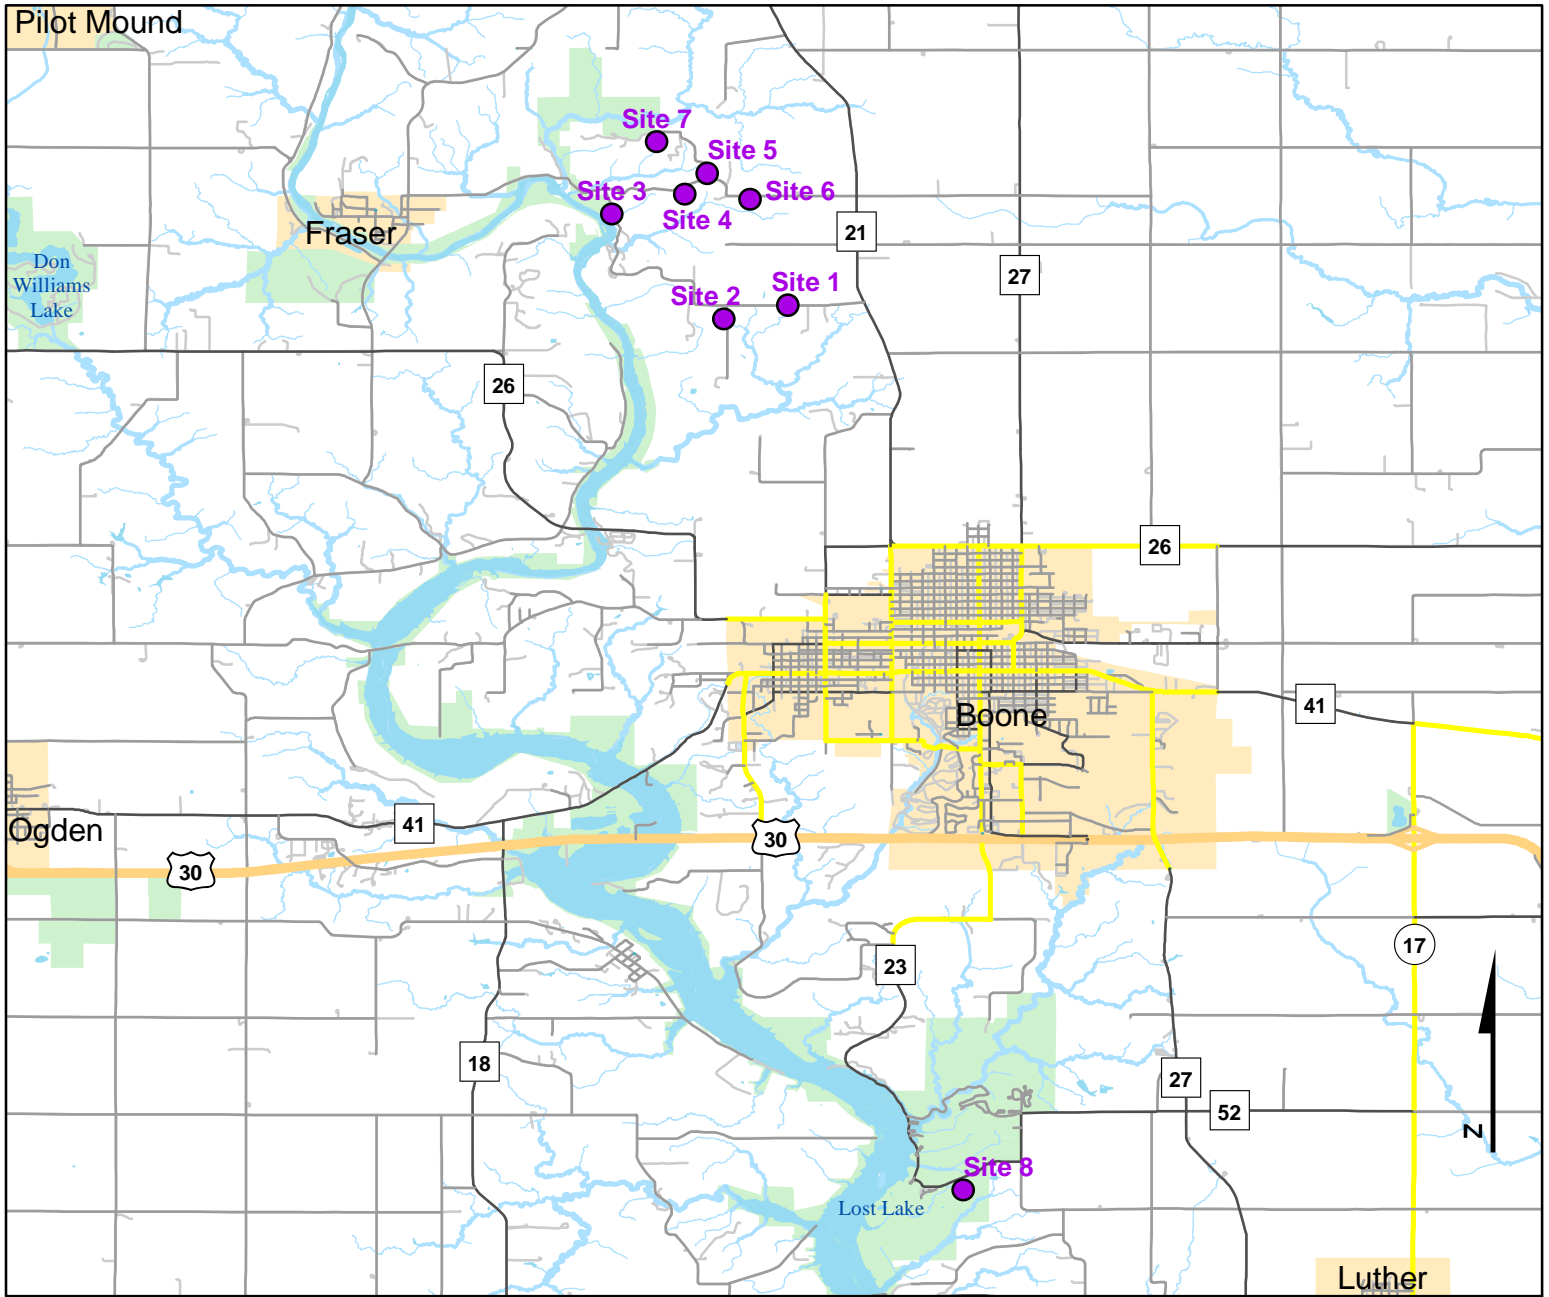 Pilot Mound
Site 7
Site 5
Site 3
Site 6
Site 4
Fraser
21
Don
Williams
Lake
27
Site 1
Site 2
26
26
Boone
41
Ogden
41
30
30
17
23
18
27
52
N
Site 8
Lost Lake
Luther